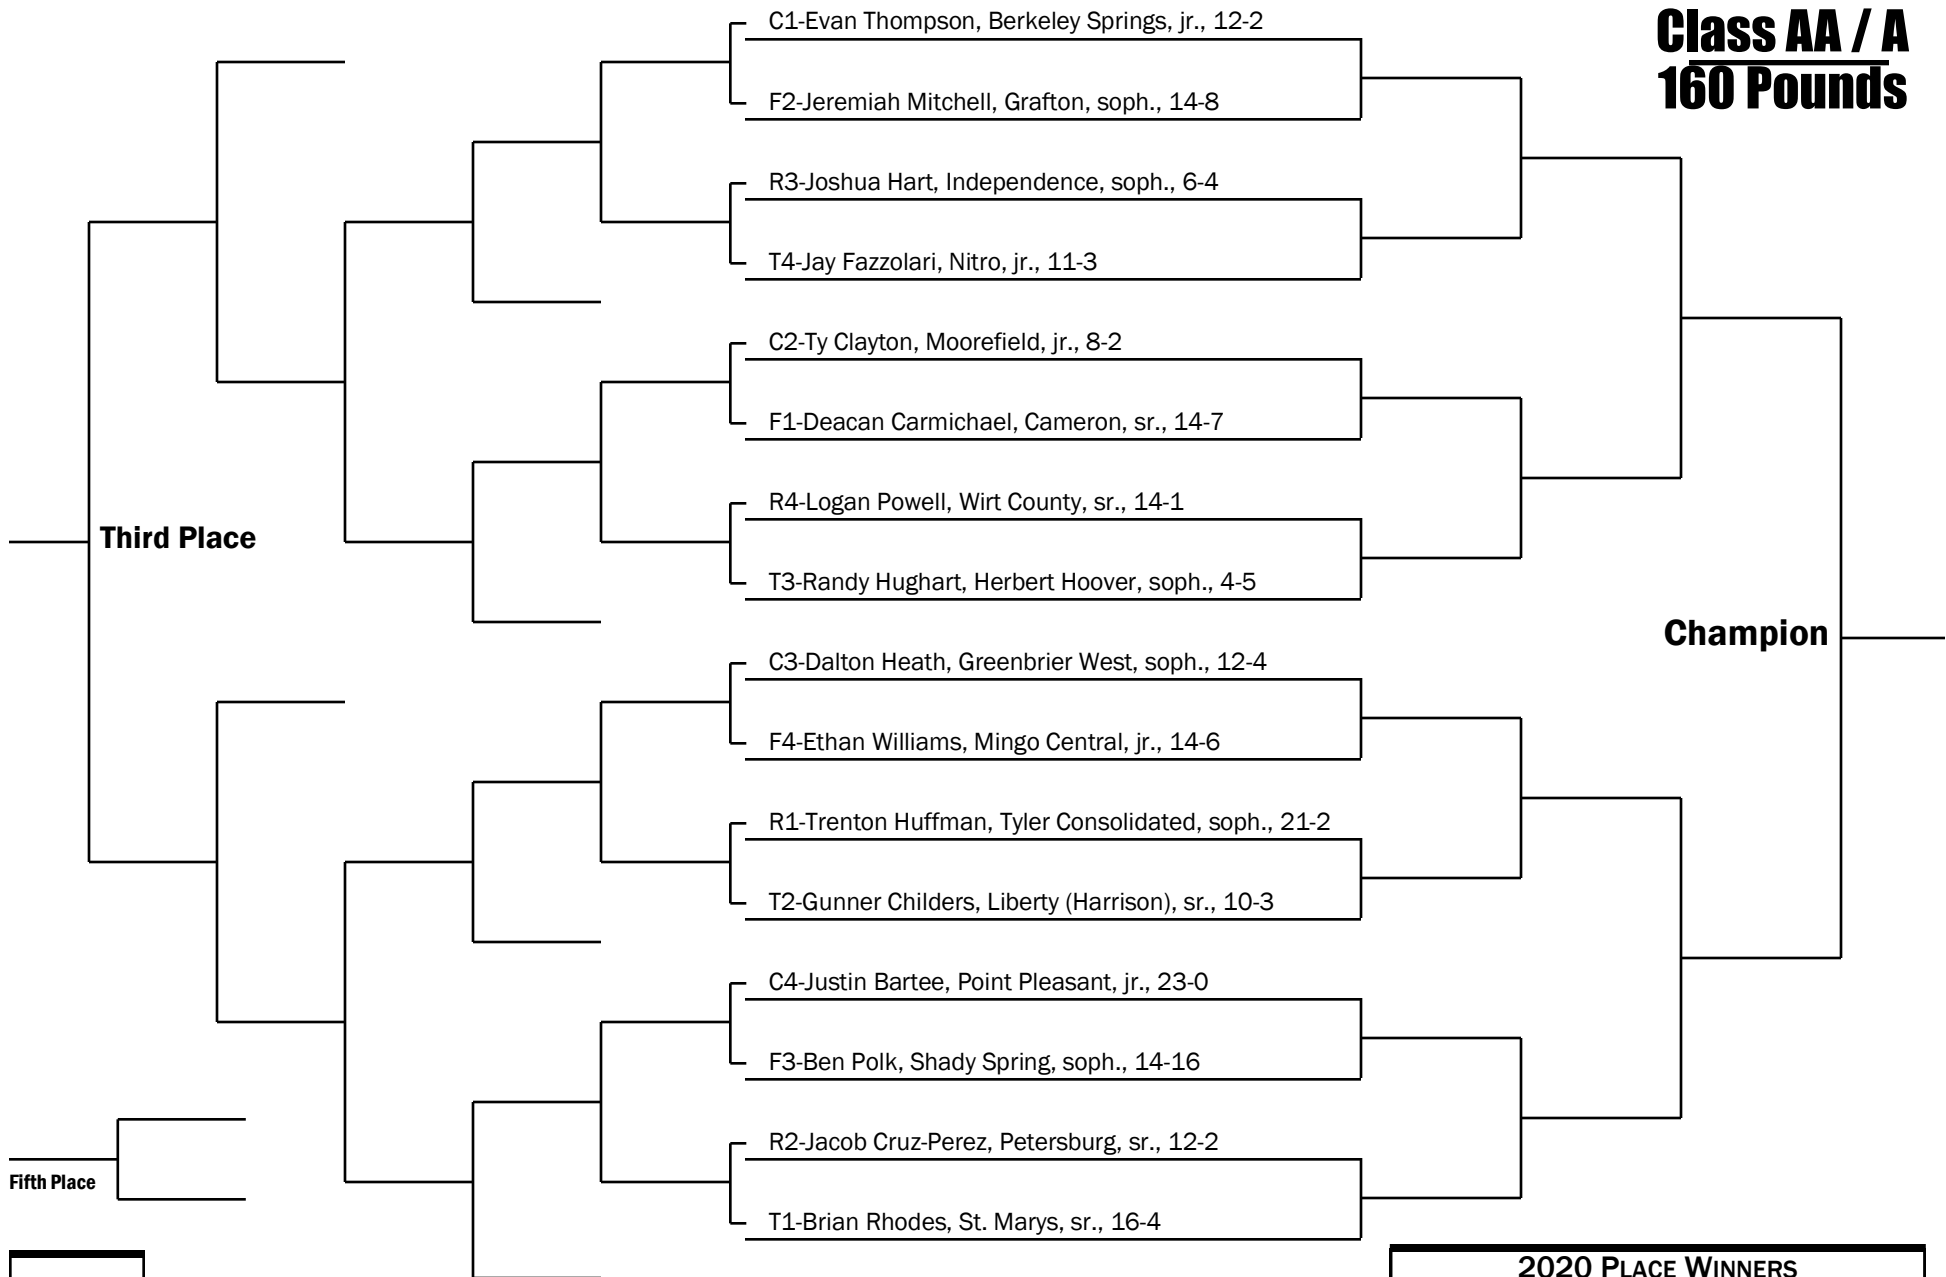 Class AA / A
160 Pounds
C1-Evan Thompson, Berkeley Springs, jr., 12-2
F2-Jeremiah Mitchell, Grafton, soph., 14-8
R3-Joshua Hart, Independence, soph., 6-4
T4-Jay Fazzolari, Nitro, jr., 11-3
C2-Ty Clayton, Moorefield, jr., 8-2
F1-Deacan Carmichael, Cameron, sr., 14-7
R4-Logan Powell, Wirt County, sr., 14-1
Third Place
T3-Randy Hughart, Herbert Hoover, soph., 4-5
Champion
C3-Dalton Heath, Greenbrier West, soph., 12-4
F4-Ethan Williams, Mingo Central, jr., 14-6
R1-Trenton Huffman, Tyler Consolidated, soph., 21-2
T2-Gunner Childers, Liberty (Harrison), sr., 10-3
C4-Justin Bartee, Point Pleasant, jr., 23-0
F3-Ben Polk, Shady Spring, soph., 14-16
R2-Jacob Cruz-Perez, Petersburg, sr., 12-2
Fifth Place
T1-Brian Rhodes, St. Marys, sr., 16-4
2020 PLACE WINNERS